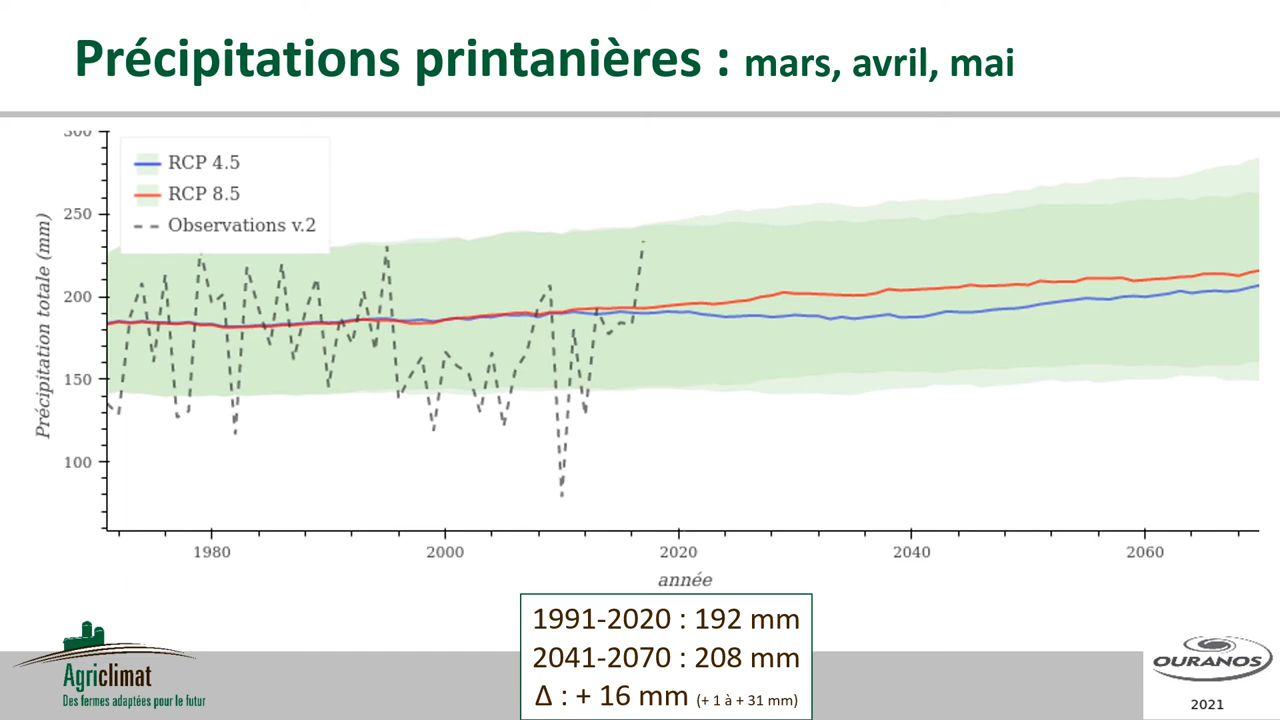 Précipitations printanières : mars, avril, mai
300
RCP 4.5
RCP 8.5
Observations v.2
250
200
150
100
Précipitation totale (mm)
1980
2000
2020
2040
2060
année
1991-2020 : 192 mm
2041-2070 : 208 mm
Δ : + 16 mm (+ 1 à + 31 mm)
Agriclimat
Des fermes adaptées pour le futur
OURANOS
2021